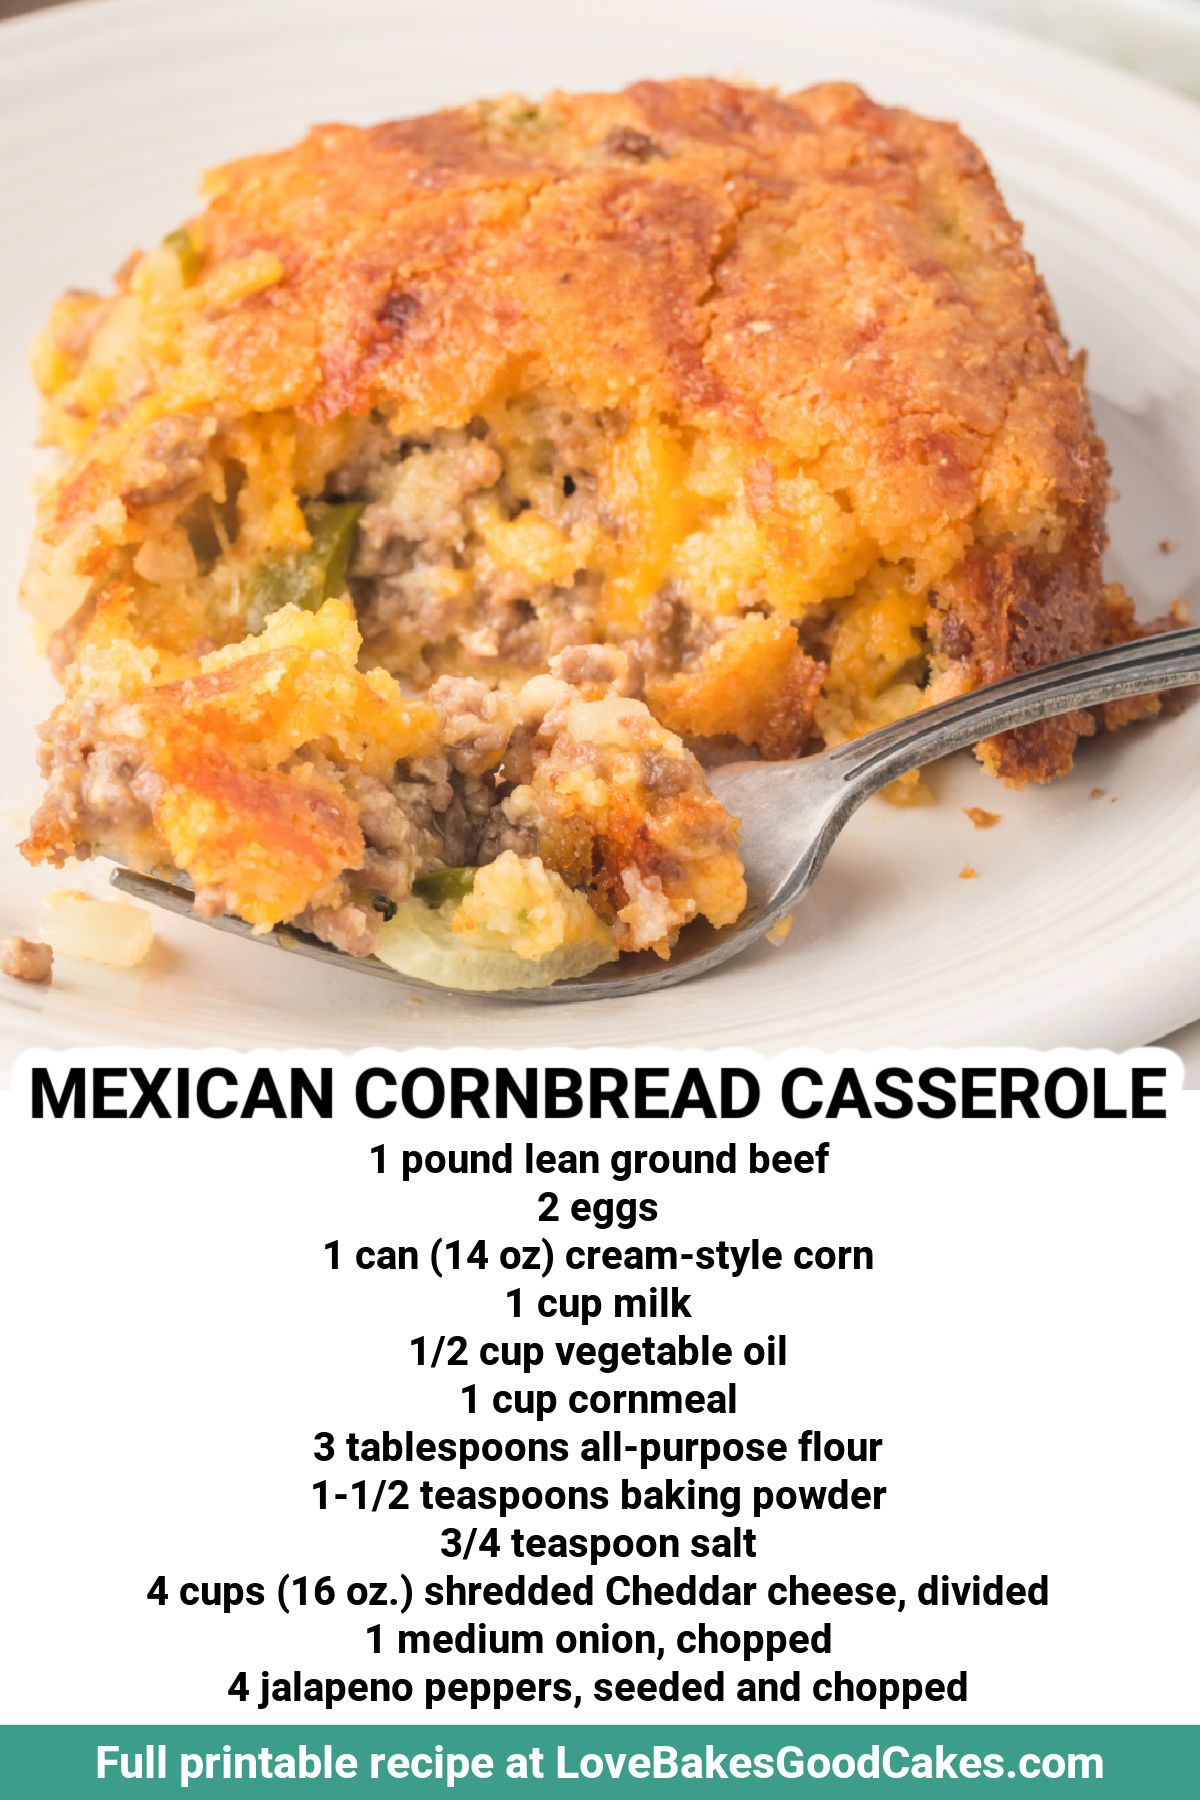 MEXICAN CORNBREAD CASSEROLE
1 pound lean ground beef
2 eggs
1 can (14 oz) cream-style corn
1 cup milk
1/2 cup vegetable oil
1 cup cornmeal
3 tablespoons all-purpose flour
1-1/2 teaspoons baking powder
3/4 teaspoon salt
4 cups (16 oz.) shredded Cheddar cheese, divided
1 medium onion, chopped
4 jalapeno peppers, seeded and chopped
Full printable recipe at LoveBakesGoodCakes.com